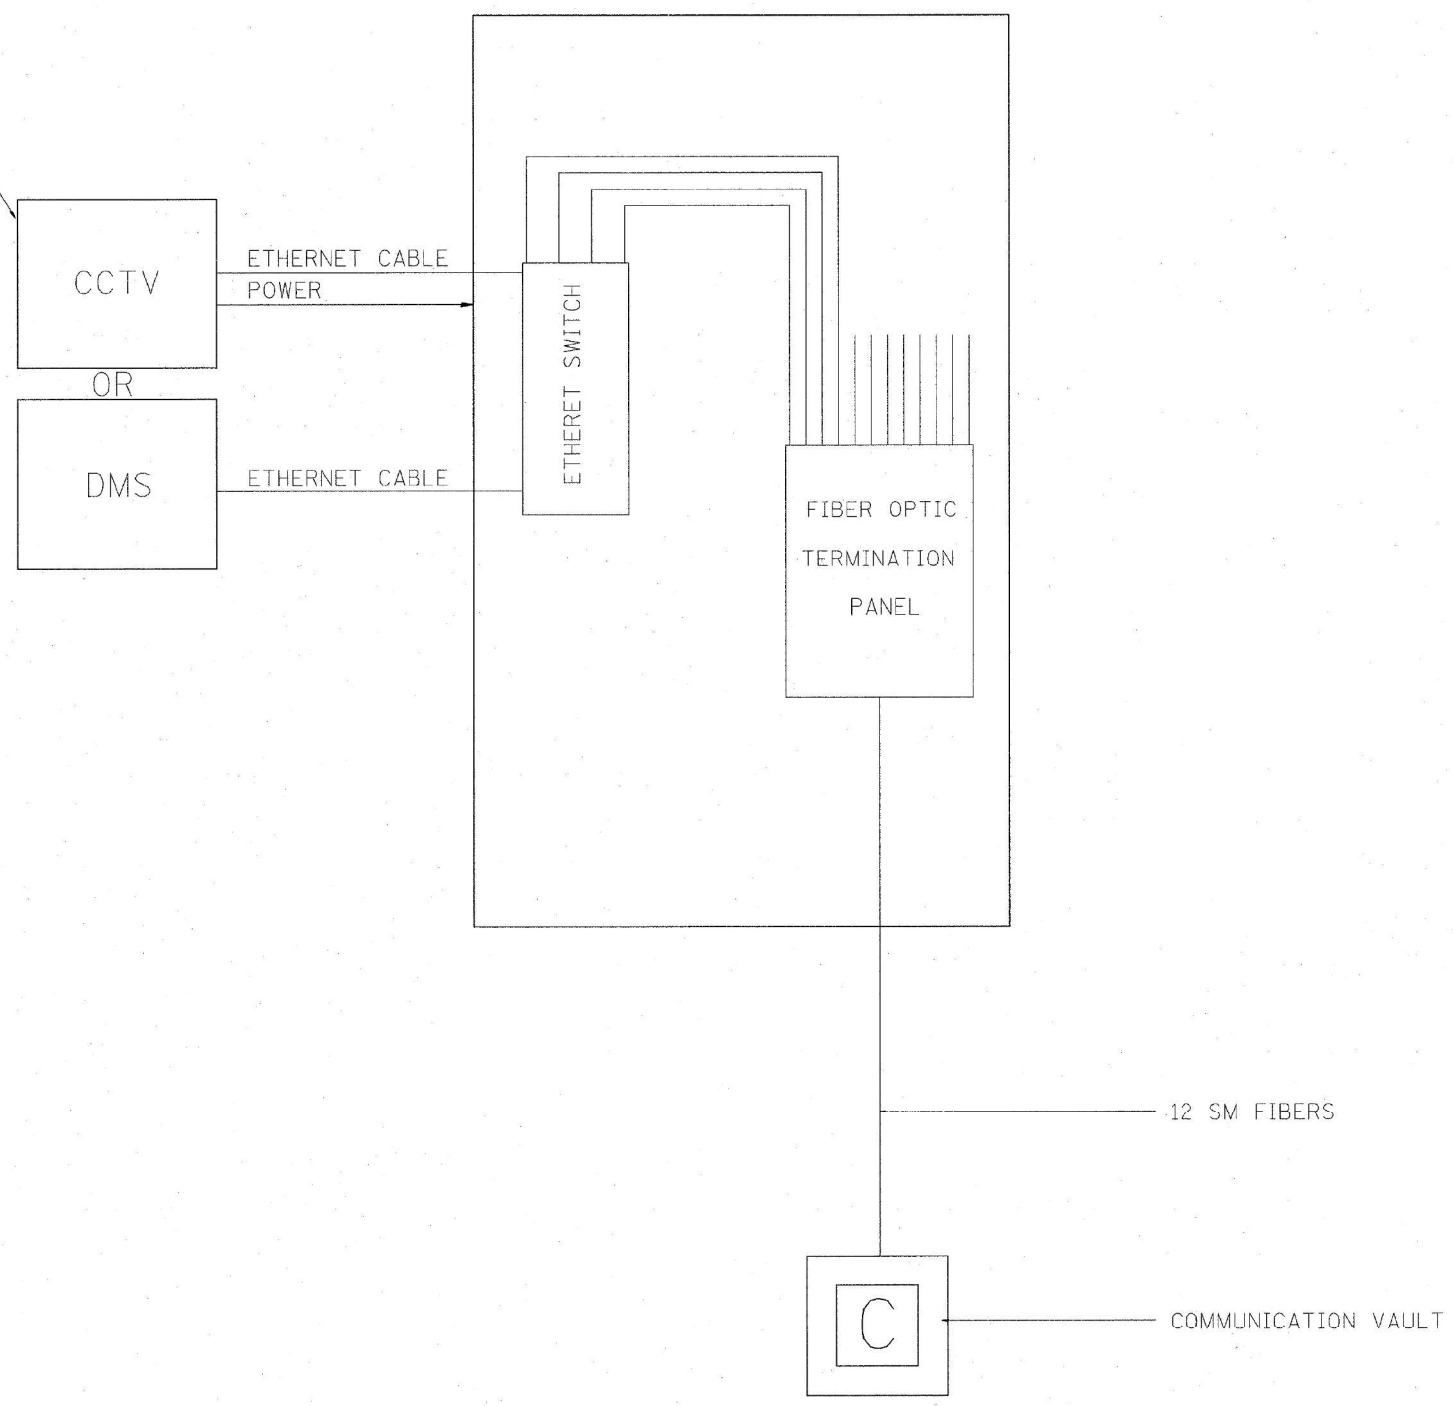 ETHERNET CABLE
POWER
CCTV
OR
DMS
ETHERNET CABLE
ETHERET SWITCH
FIBER OPTIC
TERMINATION
PANEL
12 SM FIBERS
C
COMMUNICATION VAULT